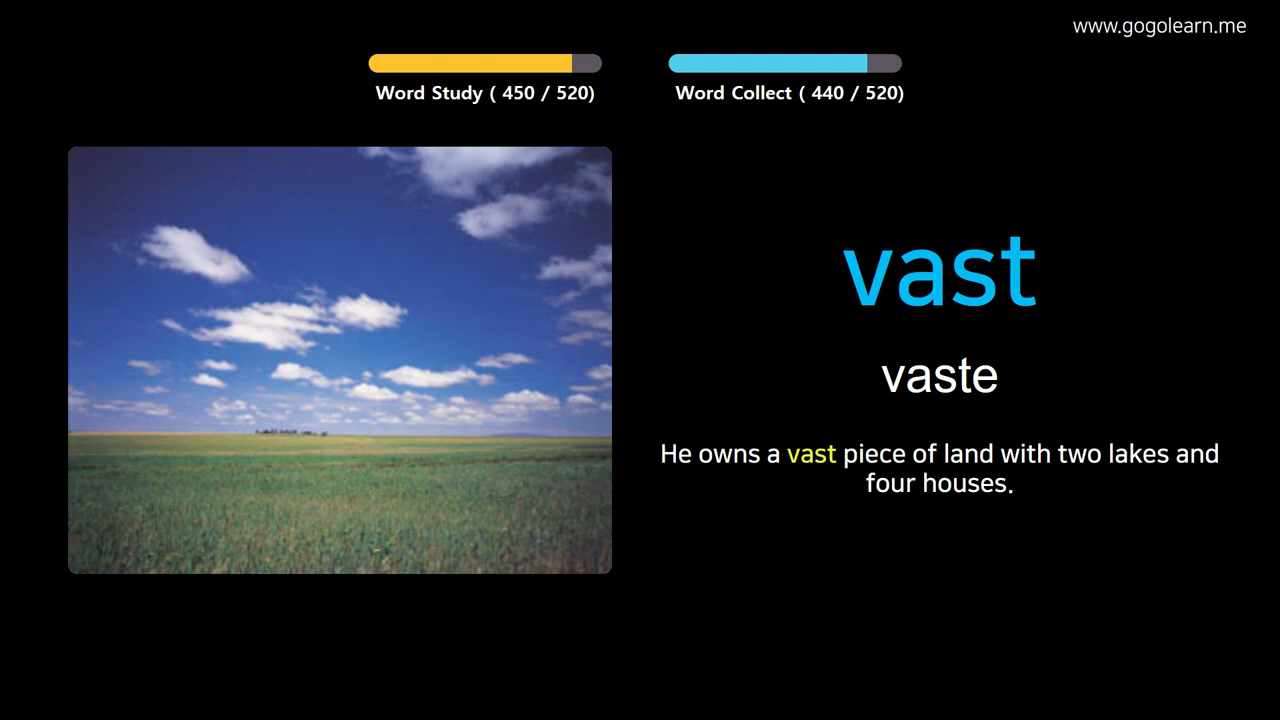 www.gogolearn.me
Word Study ( 450 / 520)
Word Collect ( 440 / 520)
vast
vaste
He owns a vast piece of land with two lakes and
four houses.